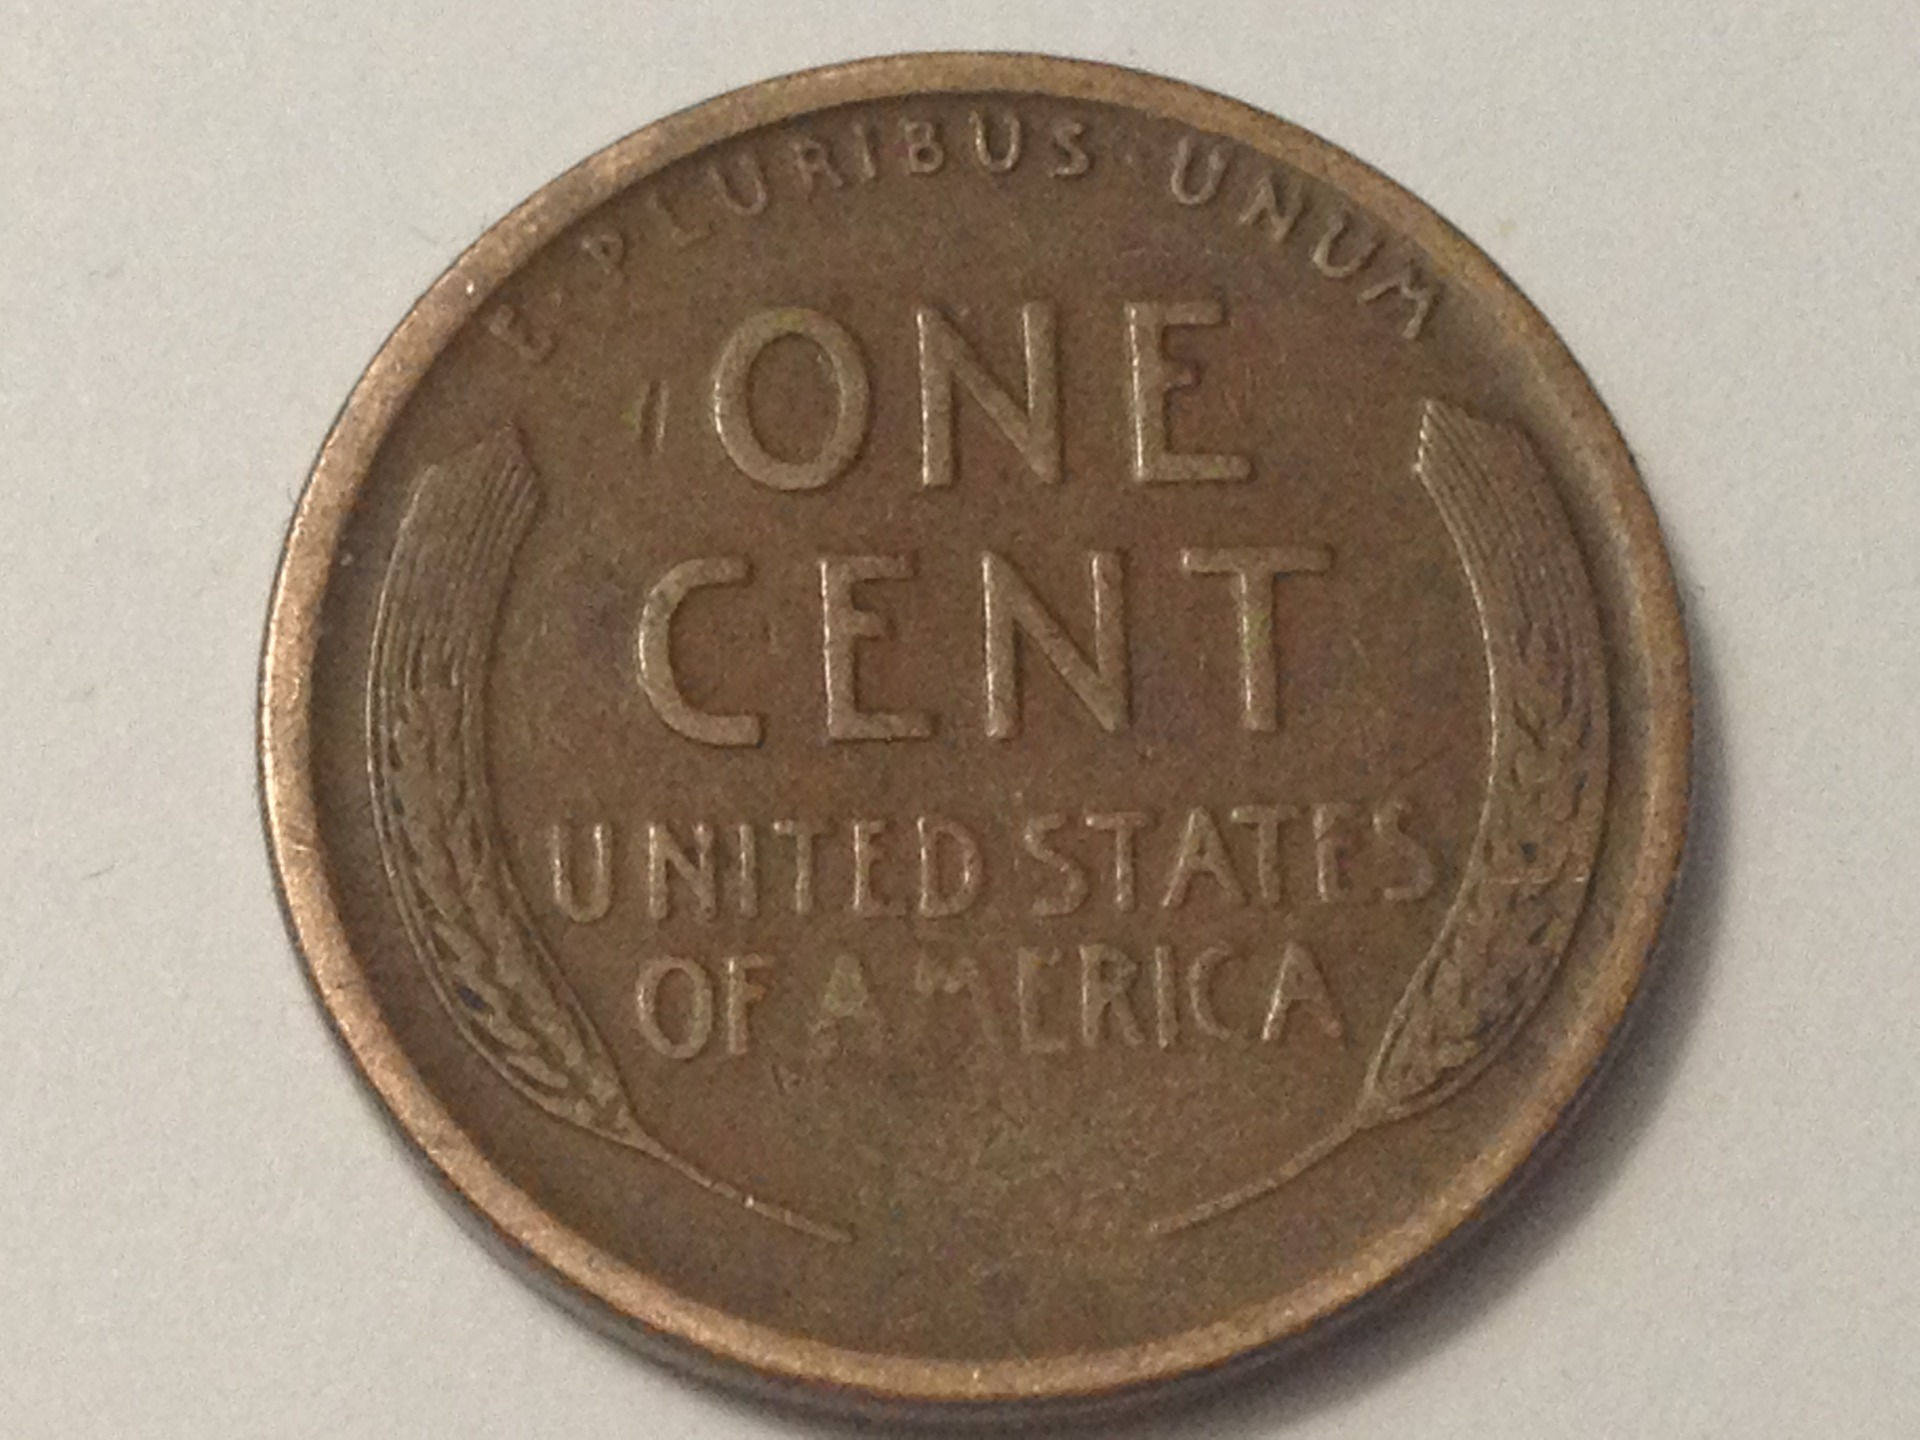 E · PLURIBUS · UNUM
ONE
CENT
UNITED STATES
OF AMERICA